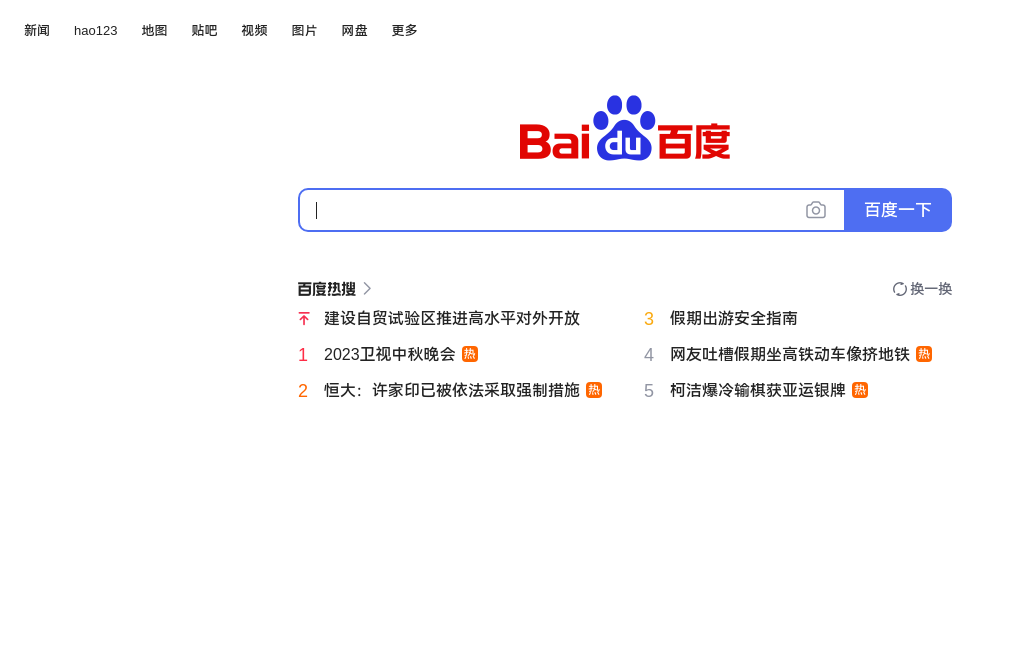 新闻 hao123 地图 贴吧 视频 图片 网盘 更多
Bai du 百度
百度一下
百度热搜 换一换
建设自贸试验区推进高水平对外开放
3 假期出游安全指南
1 2023卫视中秋晚会 热
4 网友吐槽假期坐高铁动车像挤地铁 热
2 恒大：许家印已被依法采取强制措施 热
5 柯洁爆冷输棋获亚运银牌 热